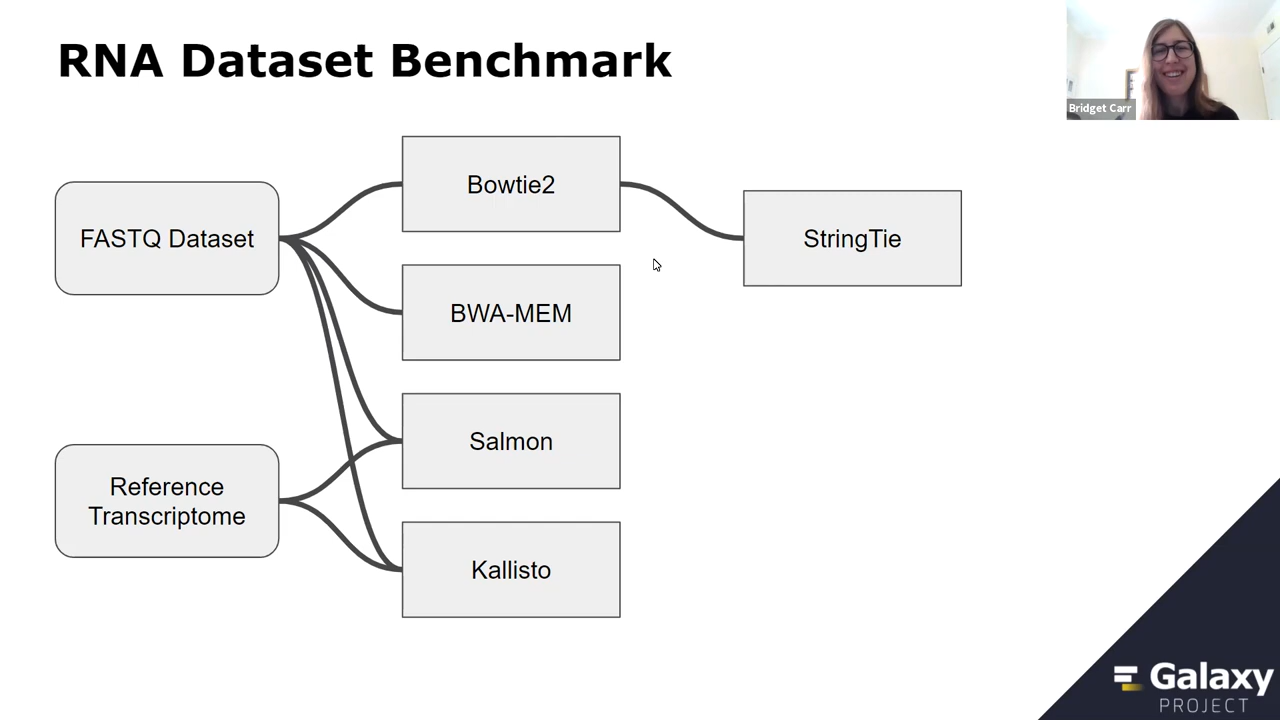 RNA Dataset Benchmark
Bridget Carr
Bowtie2
FASTQ Dataset
StringTie
BWA-MEM
Salmon
Reference
Transcriptome
Kallisto
Galaxy
PROJECT